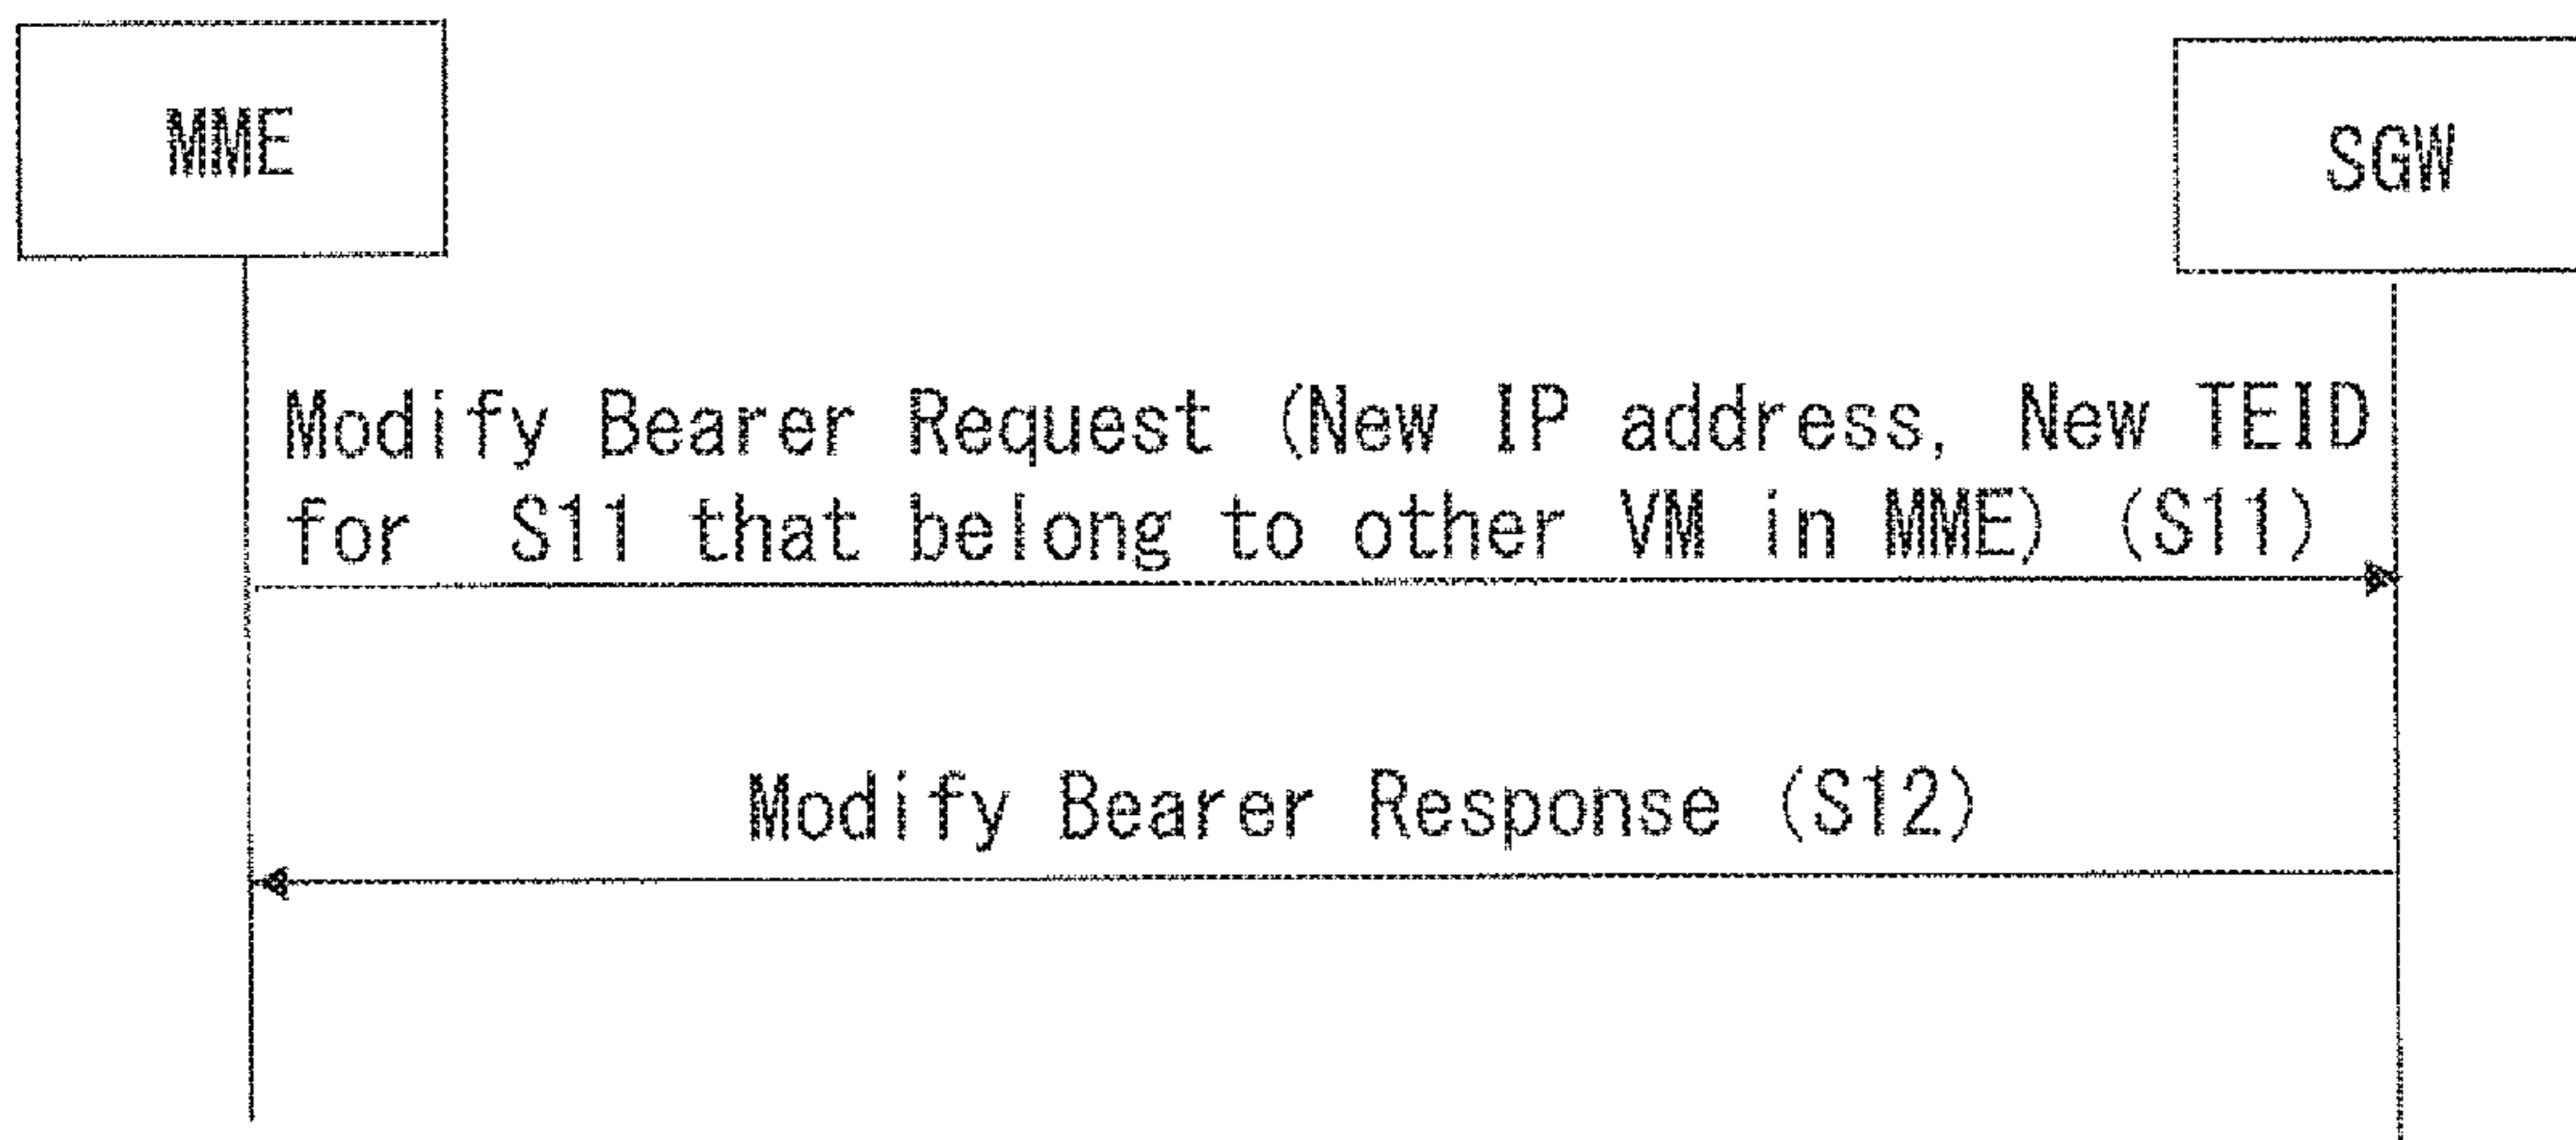 MME
SGW
Modify Bearer Request (New IP address, New TEID
for S11 that belong to other VM in MME) (S11)
Modify Bearer Response (S12)